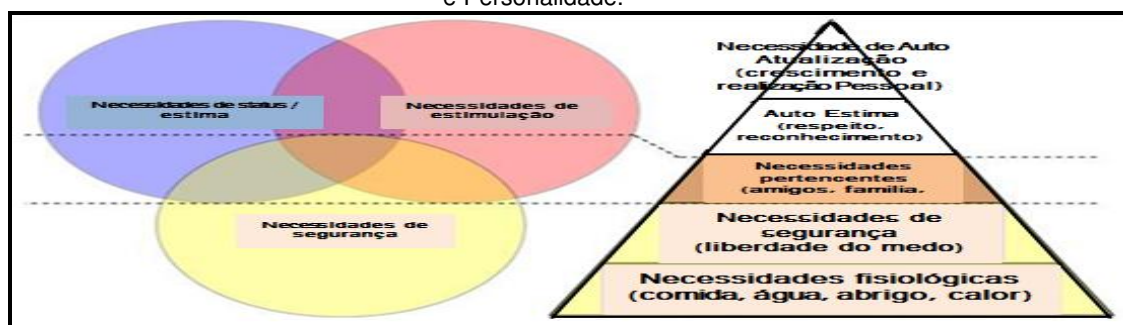 e Personalidade.
Necessidades de status /
estima
Necessidades de
estimulação
Necessidades de
segurança
Necessidade de Auto
Atualização
(crescimento e
realização Pessoal)
Auto Estima
(respeito,
reconhecimento)
Necessidades
pertencentes
(amigos, família,
Necessidades de
segurança
(liberdade do medo)
Necessidades fisiológicas
(comida, água, abrigo, calor)